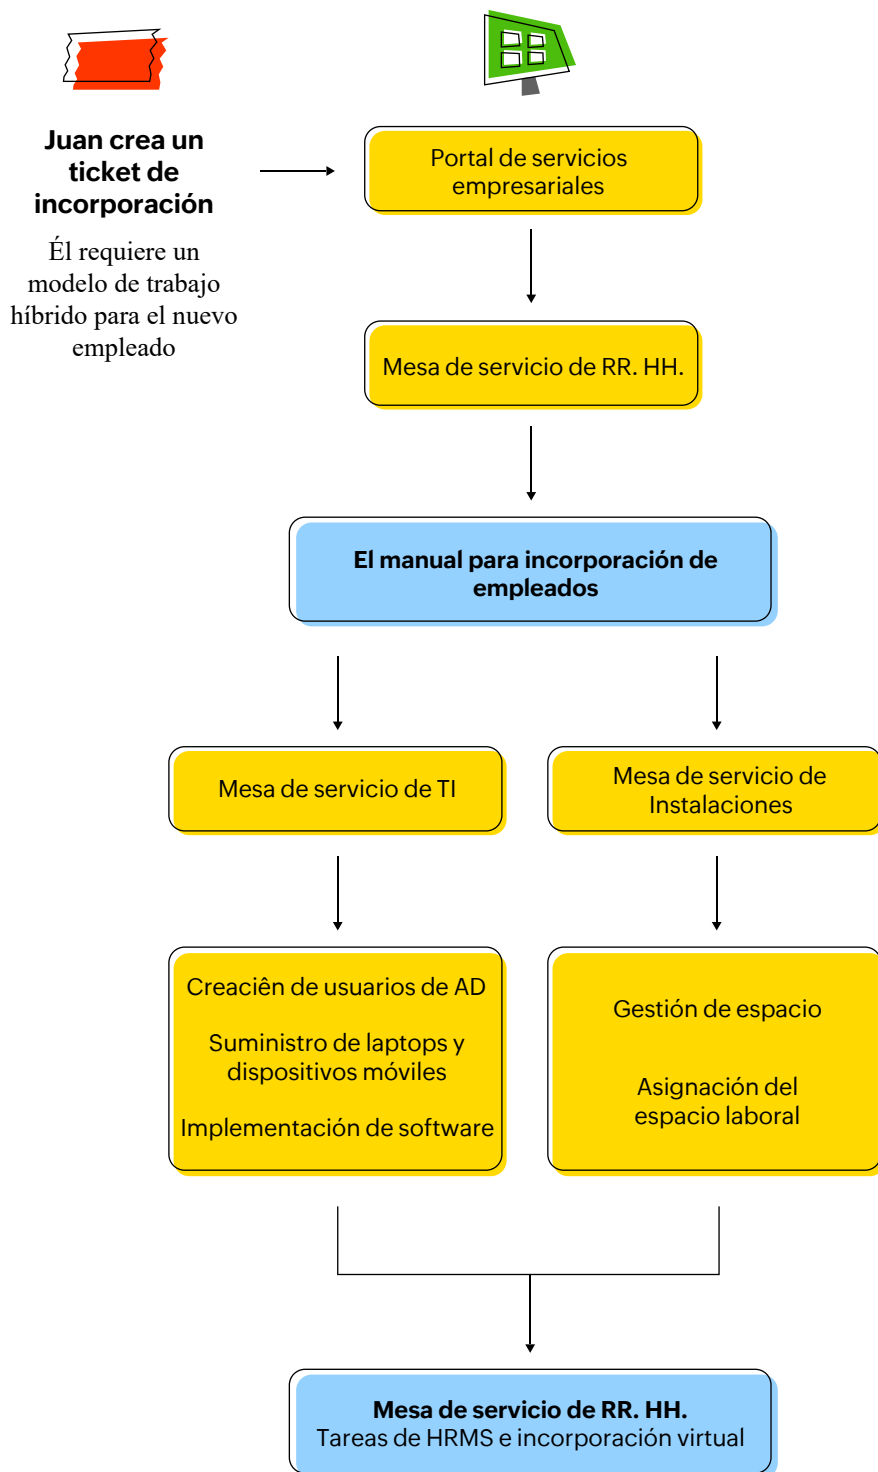 Juan crea un
ticket de
incorporación
Él requiere un
modelo de trabajo
híbrido para el nuevo
empleado
Portal de servicios
empresariales
Mesa de servicio de RR. HH.
El manual para incorporación de
empleados
Mesa de servicio de TI
Mesa de servicio de
Instalaciones
Creaciên de usuarios de AD
Suministro de laptops y
dispositivos móviles
Implementación de software
Gestión de espacio
Asignación del
espacio laboral
Mesa de servicio de RR. HH.
Tareas de HRMS e incorporación virtual